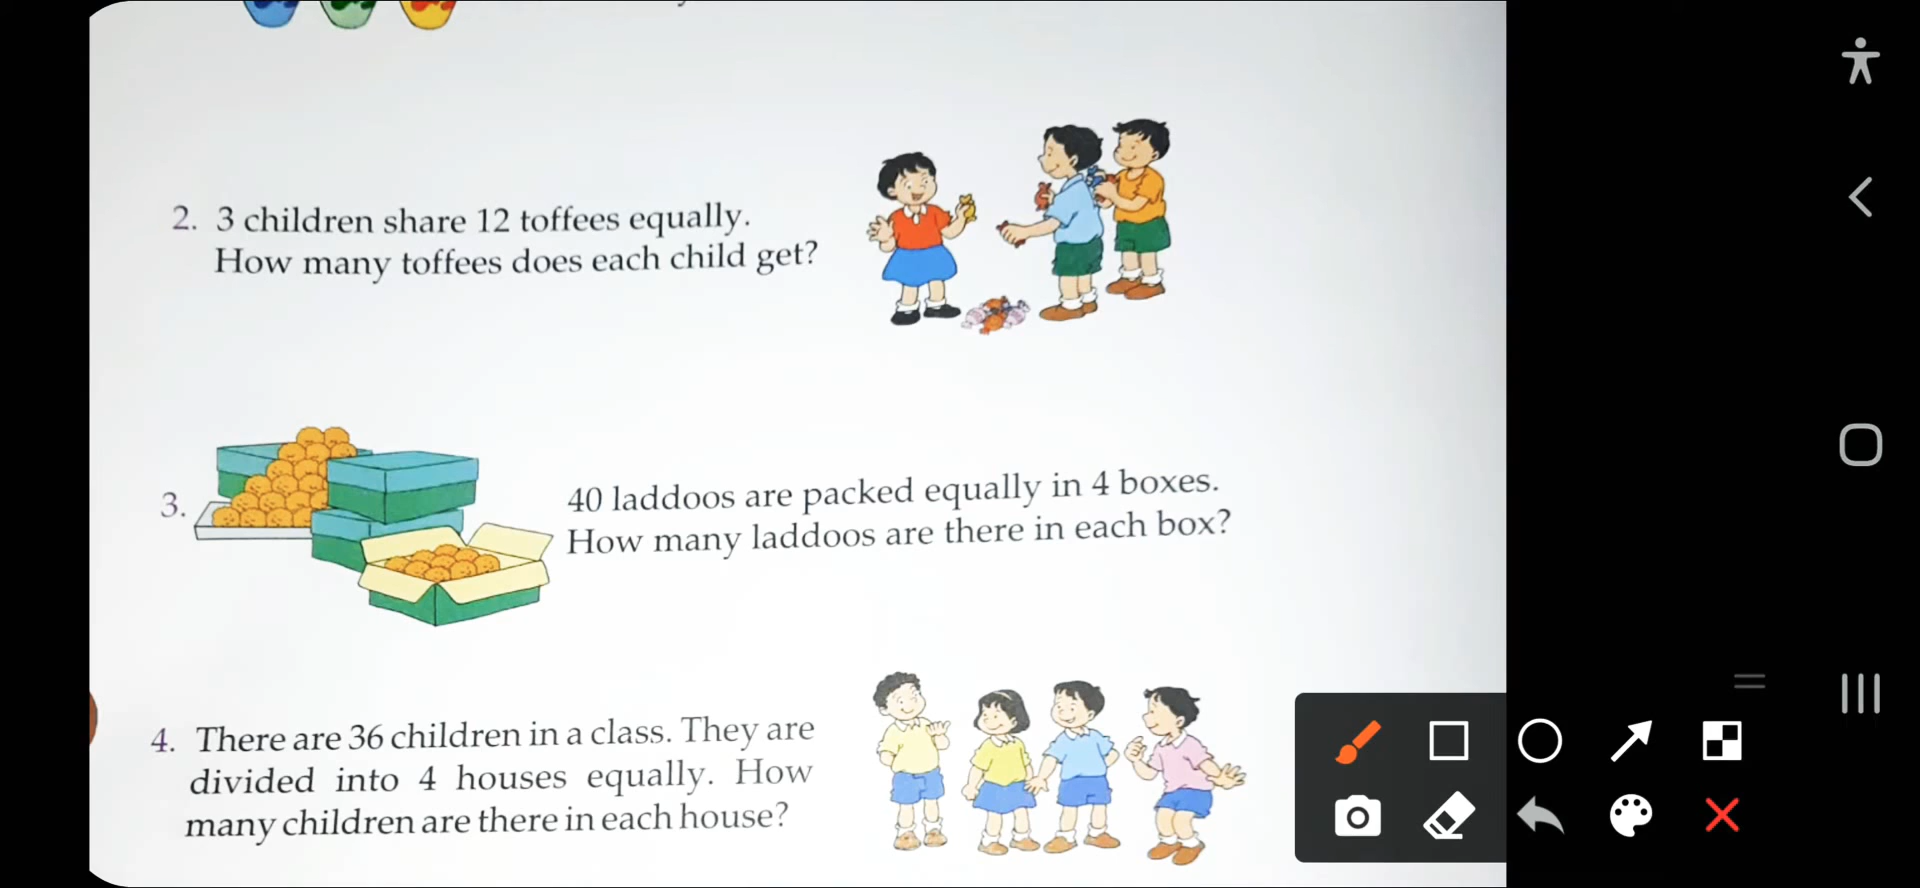 2. 3 children share 12 toffees equally.
How many toffees does each child get?
3. 40 laddoos are packed equally in 4 boxes.
How many laddoos are there in each box?
4. There are 36 children in a class. They are
divided into 4 houses equally. How
many children are there in each house?